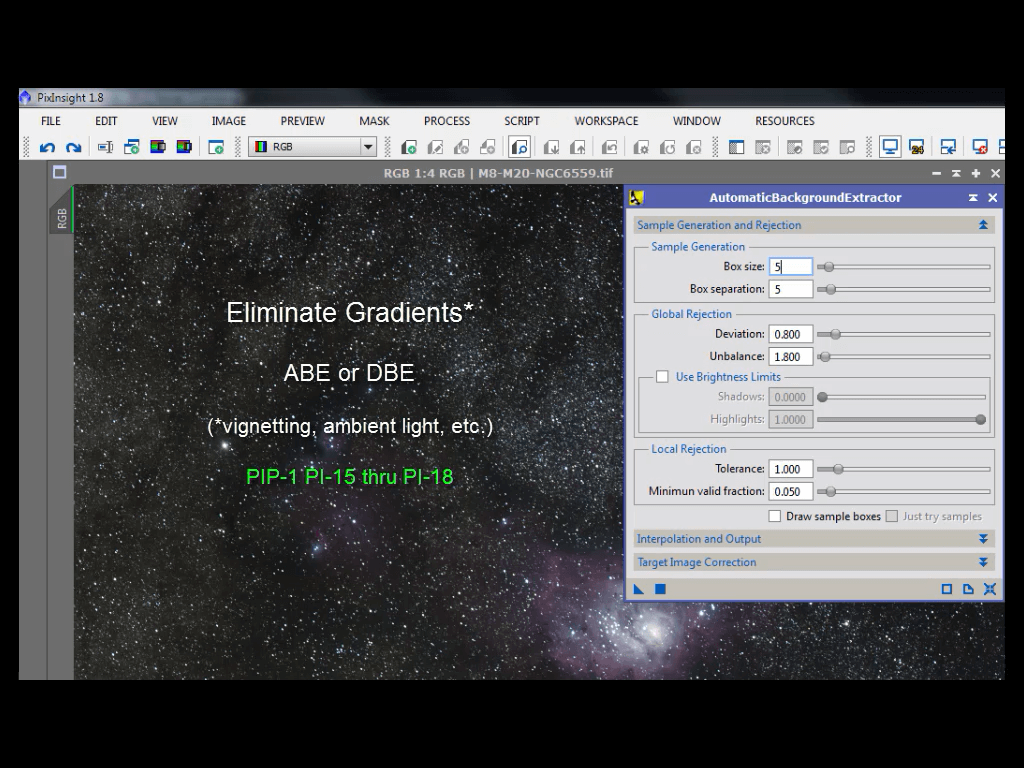 PixInsight 1.8
FILE EDIT VIEW IMAGE PREVIEW MASK PROCESS SCRIPT WORKSPACE WINDOW RESOURCES
RGB
RGB 1:4 RGB | M8-M20-NGC6559.tif
RGB
AutomaticBackgroundExtractor
Sample Generation and Rejection
Sample Generation
Box size: 5
Box separation: 5
Global Rejection
Deviation: 0.800
Unbalance: 1.800
Use Brightness Limits
Shadows: 0.0000
Highlights: 1.0000
Local Rejection
Tolerance: 1.000
Minimun valid fraction: 0.050
Draw sample boxes Just try samples
Interpolation and Output
Target Image Correction
Eliminate Gradients*
ABE or DBE
(*vignetting, ambient light, etc.)
PIP-1 PI-15 thru PI-18